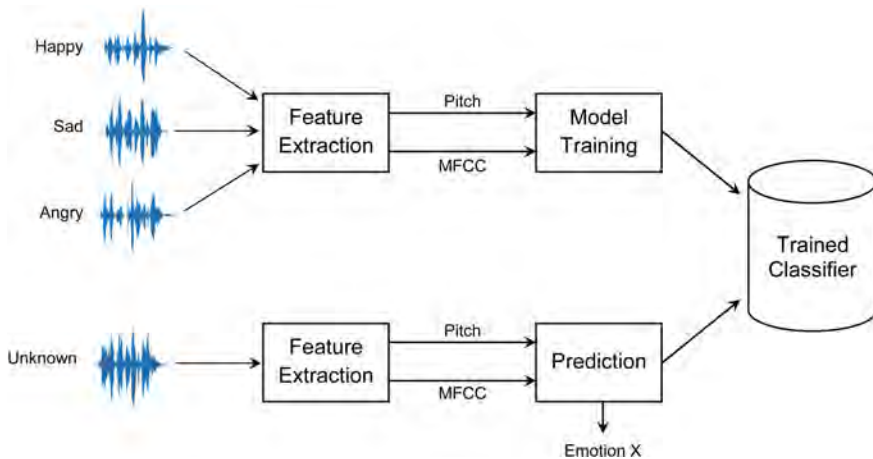 Happy
Sad
Angry
Feature
Extraction
Pitch
MFCC
Model
Training
Trained
Classifier
Unknown
Feature
Extraction
Pitch
MFCC
Prediction
Emotion X